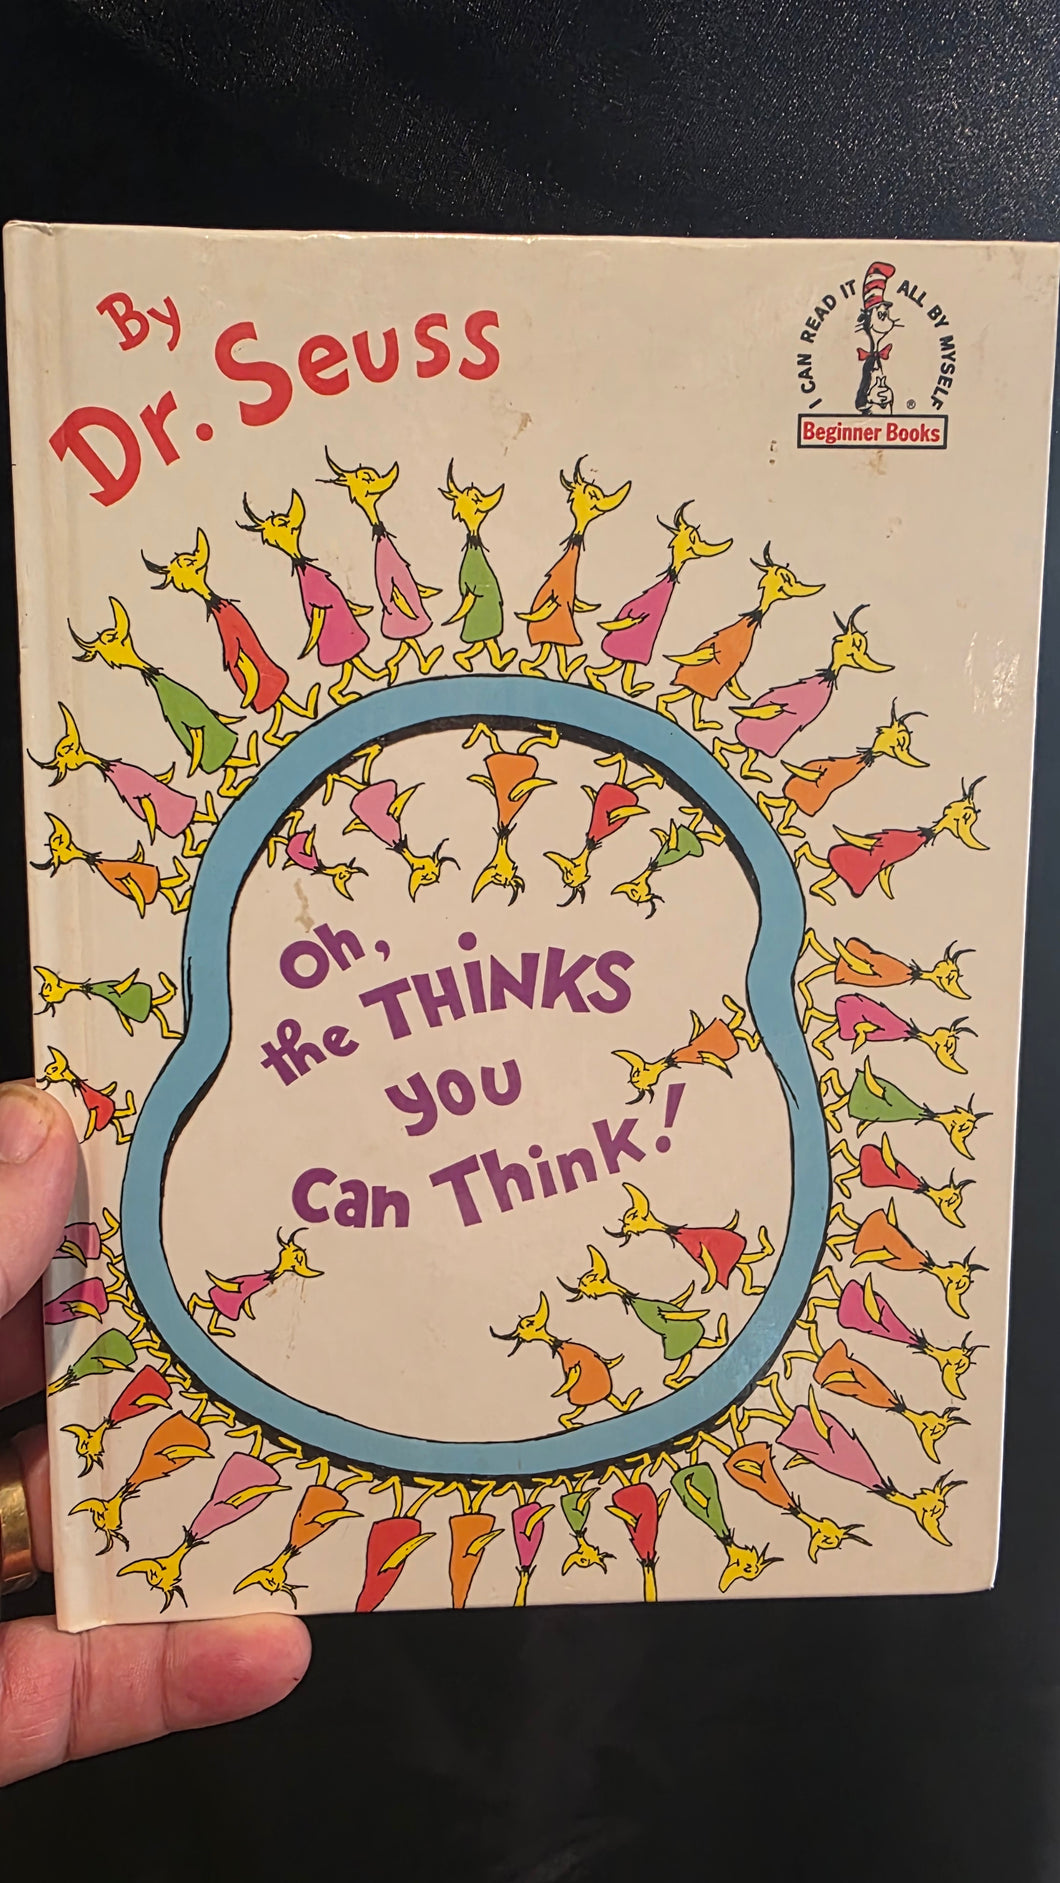 By
Dr. Seuss
I CAN READ IT ALL BY MYSELF
®
Beginner Books
Oh,
the THINKS
you
Can Think!